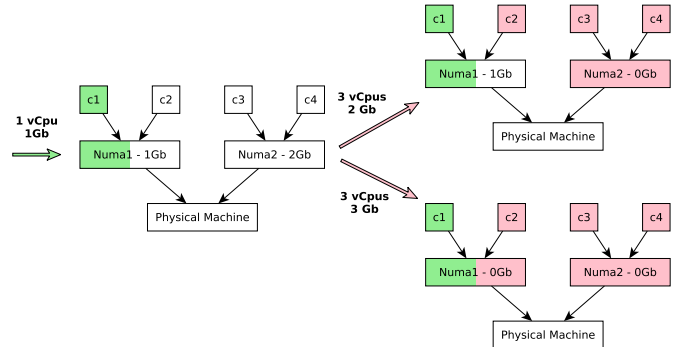 1 vCpu
1Gb
c1
c2
c3
c4
Numa1 - 1Gb
Numa2 - 2Gb
Physical Machine
3 vCpus
2 Gb
c1
c2
c3
c4
Numa1 - 1Gb
Numa2 - 0Gb
Physical Machine
3 vCpus
3 Gb
c1
c2
c3
c4
Numa1 - 0Gb
Numa2 - 0Gb
Physical Machine